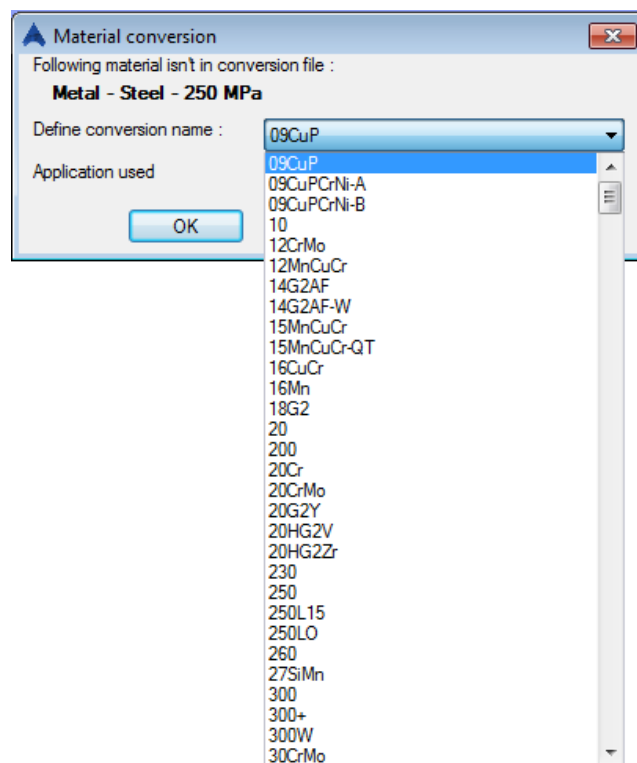 Material conversion
Following material isn't in conversion file :
Metal - Steel - 250 MPa
Define conversion name :
09CuP
Application used
OK
09CuP
09CuPCrNi-A
09CuPCrNi-B
10
12CrMo
12MnCuCr
14G2AF
14G2AF-W
15MnCuCr
15MnCuCr-QT
16CuCr
16Mn
18G2
20
200
20Cr
20CrMo
20G2Y
20HG2V
20HG2Zr
230
250
250L15
250LO
260
27SiMn
300
300+
300W
30CrMo